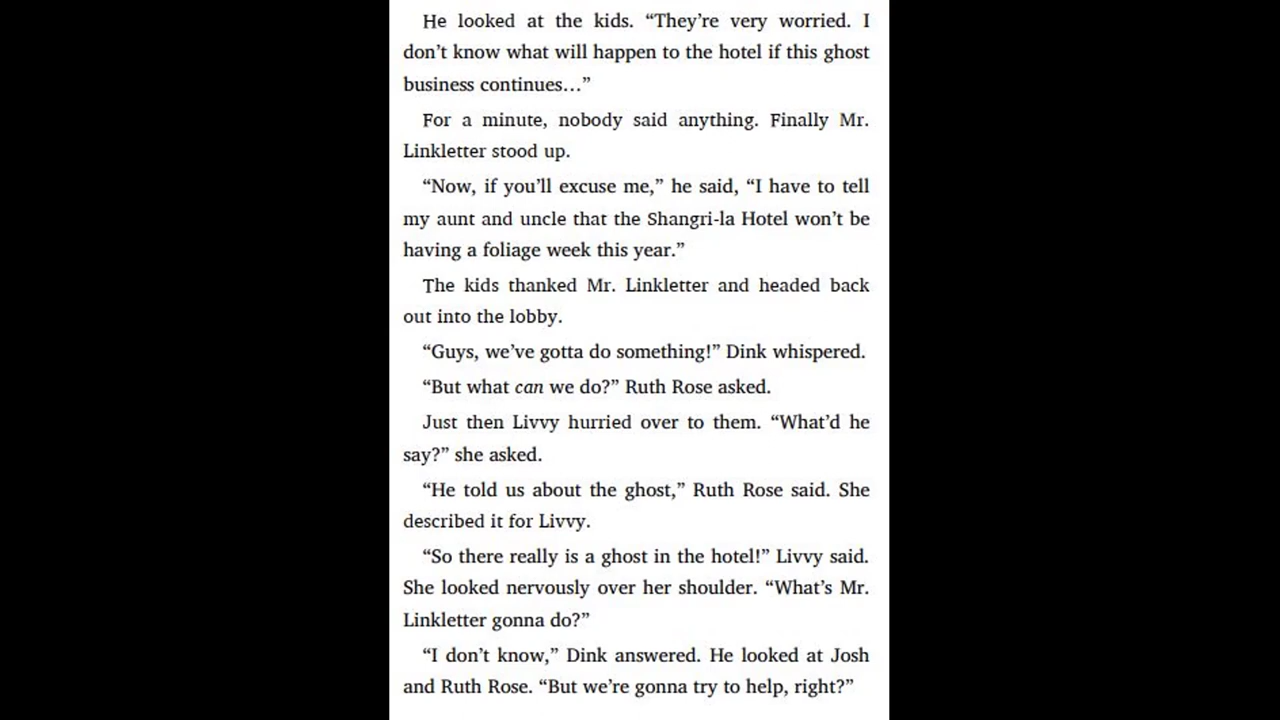 He looked at the kids. “They’re very worried. I
don’t know what will happen to the hotel if this ghost
business continues…”
For a minute, nobody said anything. Finally Mr.
Linkletter stood up.
“Now, if you’ll excuse me,” he said, “I have to tell
my aunt and uncle that the Shangri-la Hotel won’t be
having a foliage week this year.”
The kids thanked Mr. Linkletter and headed back
out into the lobby.
“Guys, we’ve gotta do something!” Dink whispered.
“But what can we do?” Ruth Rose asked.
Just then Livvy hurried over to them. “What’d he
say?” she asked.
“He told us about the ghost,” Ruth Rose said. She
described it for Livvy.
“So there really is a ghost in the hotel!” Livvy said.
She looked nervously over her shoulder. “What’s Mr.
Linkletter gonna do?”
“I don’t know,” Dink answered. He looked at Josh
and Ruth Rose. “But we’re gonna try to help, right?”